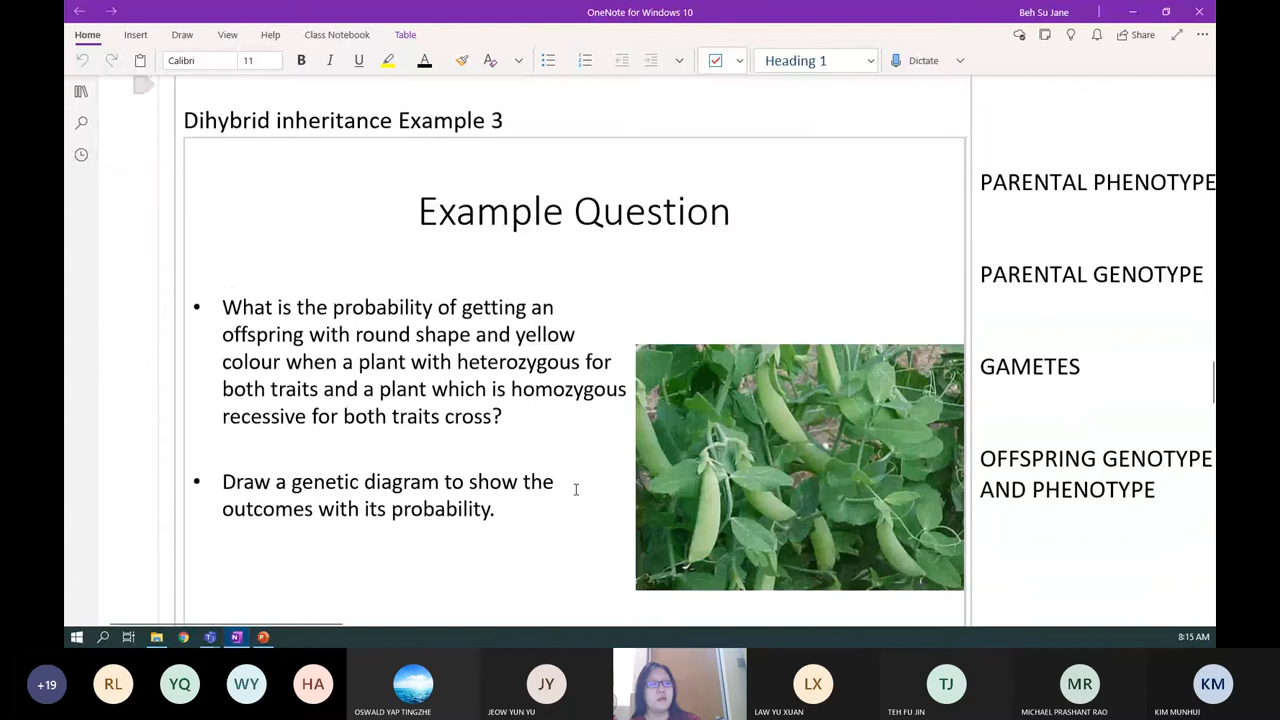 OneNote for Windows 10
Beh Su Jane
Home
Insert
Draw
View
Help
Class Notebook
Table
Share
Calibri
11
B
I
U
A
Heading 1
Dictate
Dihybrid inheritance Example 3
Example Question
• What is the probability of getting an
offspring with round shape and yellow
colour when a plant with heterozygous for
both traits and a plant which is homozygous
recessive for both traits cross?
• Draw a genetic diagram to show the
outcomes with its probability.
PARENTAL PHENOTYPE
PARENTAL GENOTYPE
GAMETES
OFFSPRING GENOTYPE
AND PHENOTYPE
8:15 AM
+19
RL
YQ
WY
HA
OSWALD YAP TINGZHE
JY
JEOW YUN YU
LX
LAW YU XUAN
TJ
TEH FU JIN
MR
MICHAEL PRASHANT RAO
KM
KIM MUNHUI